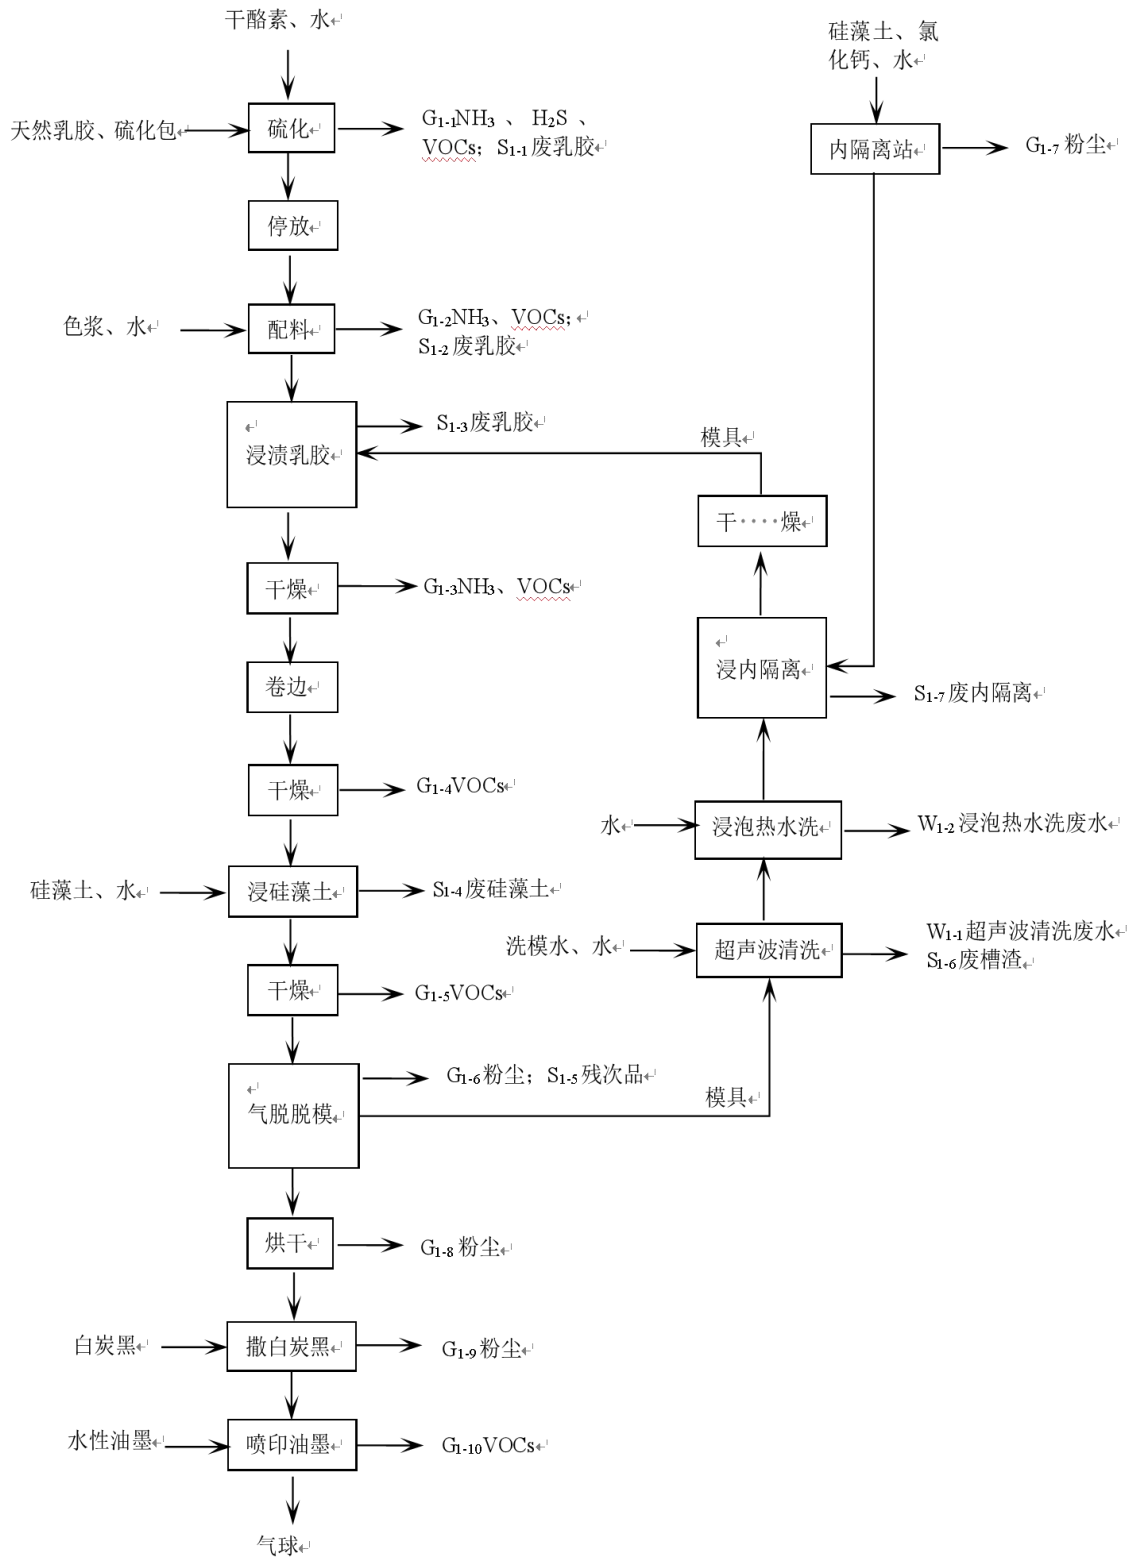 干酪素、水
硅藻土、氯
化钙、水
天然乳胶、硫化包
硫化
G1-1NH3 、 H2S 、
VOCs；S1-1废乳胶
内隔离站
G1-7粉尘
停放
色浆、水
配料
G1-2NH3、VOCs；
S1-2废乳胶
浸渍乳胶
S1-3废乳胶
模具
干····燥
干燥
G1-3NH3、VOCs
浸内隔离
S1-7废内隔离
卷边
干燥
G1-4VOCs
水
浸泡热水洗
W1-2浸泡热水洗废水
硅藻土、水
浸硅藻土
S1-4废硅藻土
洗模水、水
超声波清洗
W1-1超声波清洗废水
S1-6废槽渣
干燥
G1-5VOCs
气脱脱模
G1-6粉尘；S1-5残次品
模具
烘干
G1-8粉尘
白炭黑
撒白炭黑
G1-9粉尘
水性油墨
喷印油墨
G1-10VOCs
气球